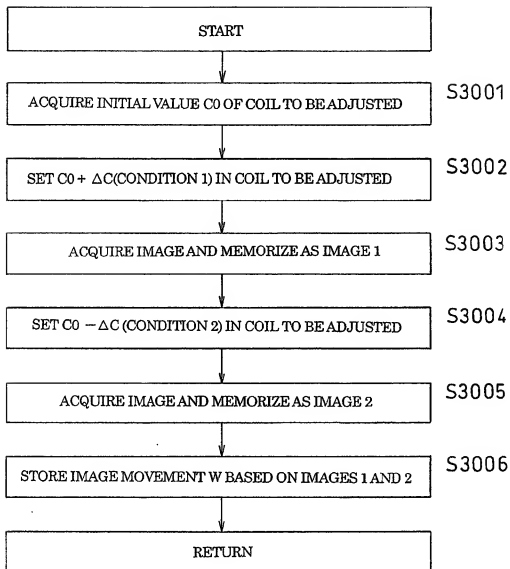 START
ACQUIRE INITIAL VALUE C0 OF COIL TO BE ADJUSTED
S3001
SET C0 + ΔC(CONDITION 1) IN COIL TO BE ADJUSTED
S3002
ACQUIRE IMAGE AND MEMORIZE AS IMAGE 1
S3003
SET C0 −ΔC (CONDITION 2) IN COIL TO BE ADJUSTED
S3004
ACQUIRE IMAGE AND MEMORIZE AS IMAGE 2
S3005
STORE IMAGE MOVEMENT W BASED ON IMAGES 1 AND 2
S3006
RETURN